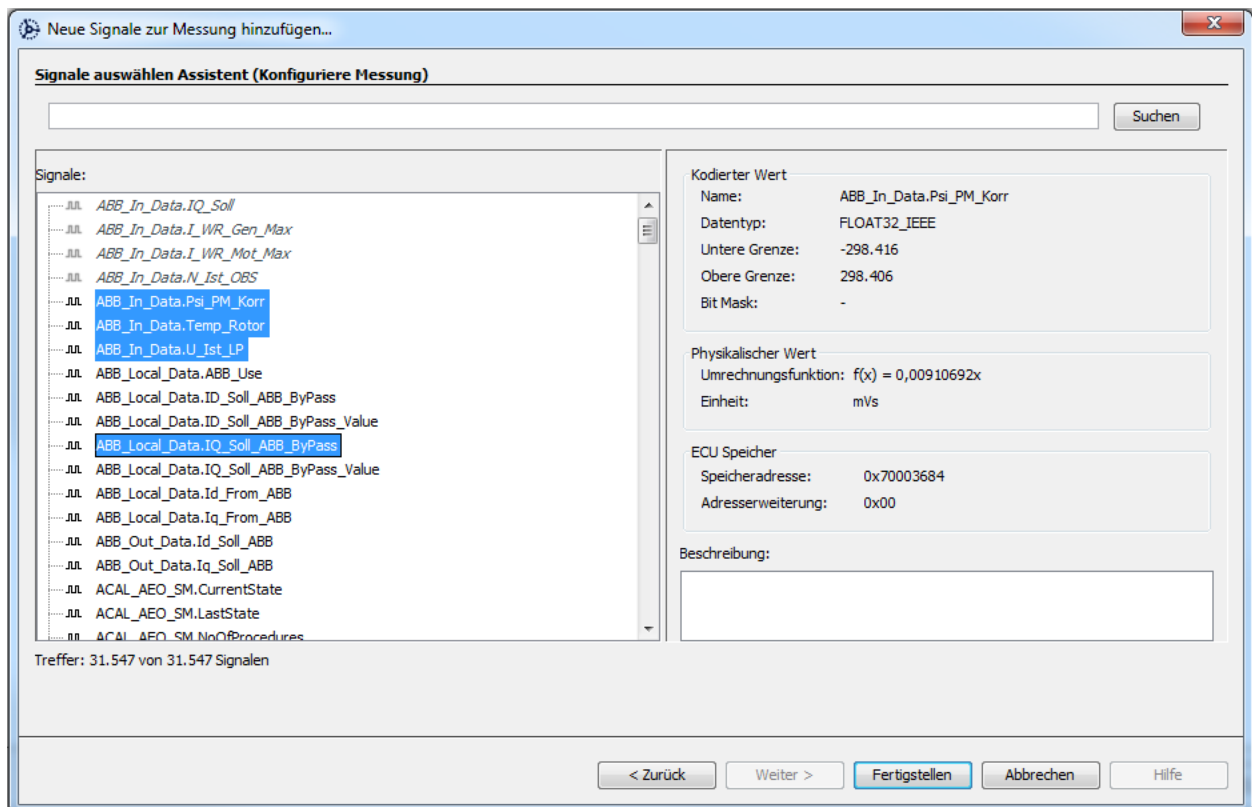 Neue Signale zur Messung hinzufügen...
Signale auswählen Assistent (Konfiguriere Messung)
Suchen
Signale:
ABB_In_Data.IQ_Soll
ABB_In_Data.I_WR_Gen_Max
ABB_In_Data.I_WR_Mot_Max
ABB_In_Data.N_Ist_OBS
ABB_In_Data.Psi_PM_Korr
ABB_In_Data.Temp_Rotor
ABB_In_Data.U_Ist_LP
ABB_Local_Data.ABB_Use
ABB_Local_Data.ID_Soll_ABB_ByPass
ABB_Local_Data.ID_Soll_ABB_ByPass_Value
ABB_Local_Data.IQ_Soll_ABB_ByPass
ABB_Local_Data.IQ_Soll_ABB_ByPass_Value
ABB_Local_Data.Id_From_ABB
ABB_Local_Data.Iq_From_ABB
ABB_Out_Data.Id_Soll_ABB
ABB_Out_Data.Iq_Soll_ABB
ACAL_AEO_SM.CurrentState
ACAL_AEO_SM.LastState
ACAL_AEO_SM.NoOfProcedures
Treffer: 31.547 von 31.547 Signalen
Kodierter Wert
Name: ABB_In_Data.Psi_PM_Korr
Datentyp: FLOAT32_IEEE
Untere Grenze: -298.416
Obere Grenze: 298.406
Bit Mask: -
Physikalischer Wert
Umrechnungsfunktion: f(x) = 0,00910692x
Einheit: mVs
ECU Speicher
Speicheradresse: 0x70003684
Adresserweiterung: 0x00
Beschreibung:
< Zurück Weiter > Fertigstellen Abbrechen Hilfe